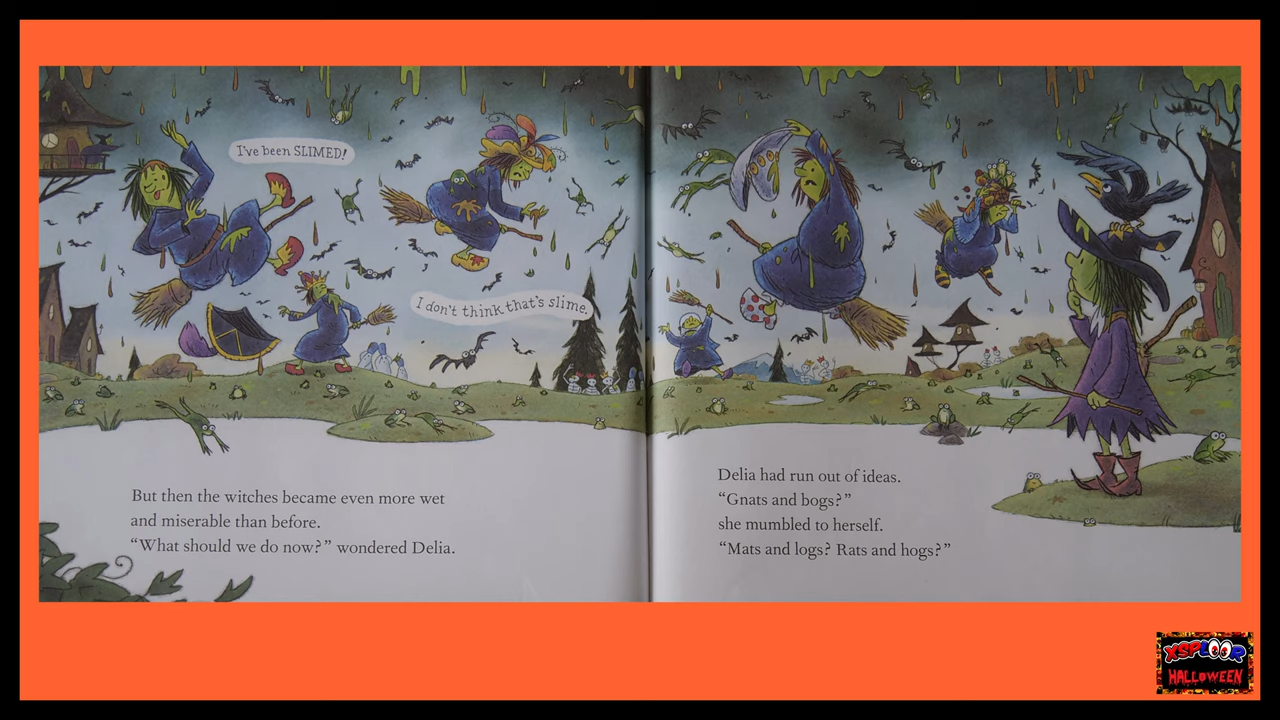 I've been SLIMED!
I don't think that's slime.
But then the witches became even more wet
and miserable than before.
“What should we do now?” wondered Delia.
Delia had run out of ideas.
“Gnats and bogs?”
she mumbled to herself.
“Mats and logs? Rats and hogs?”
XSPLOOR
HALLOWEEN